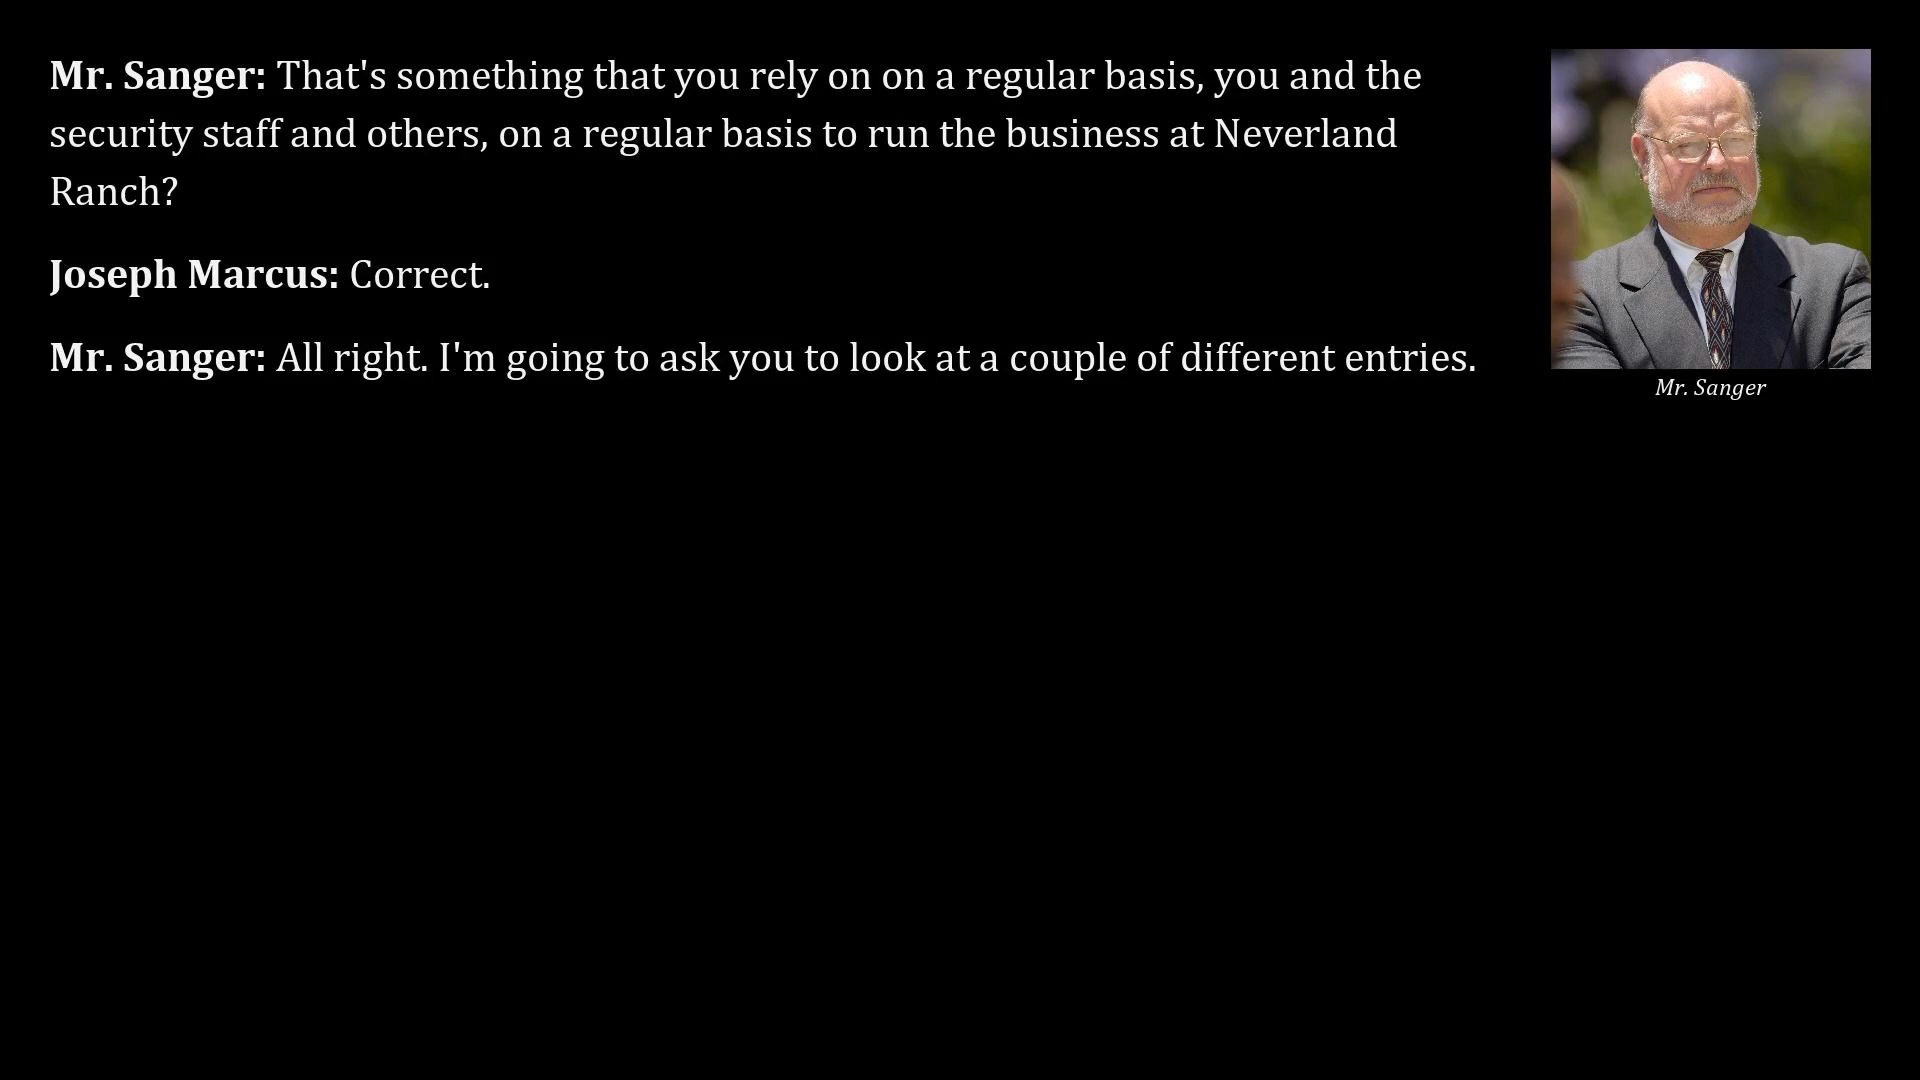 Mr. Sanger: That's something that you rely on on a regular basis, you and the
security staff and others, on a regular basis to run the business at Neverland
Ranch?
Joseph Marcus: Correct.
Mr. Sanger: All right. I'm going to ask you to look at a couple of different entries.
Mr. Sanger